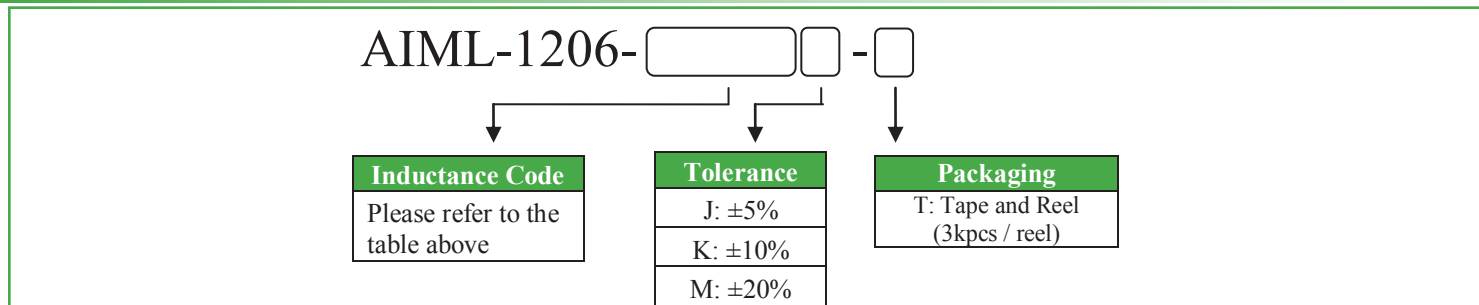 AIML-1206- -
Inductance Code
Please refer to the
table above
Tolerance
J: ±5%
K: ±10%
M: ±20%
Packaging
T: Tape and Reel
(3kpcs / reel)